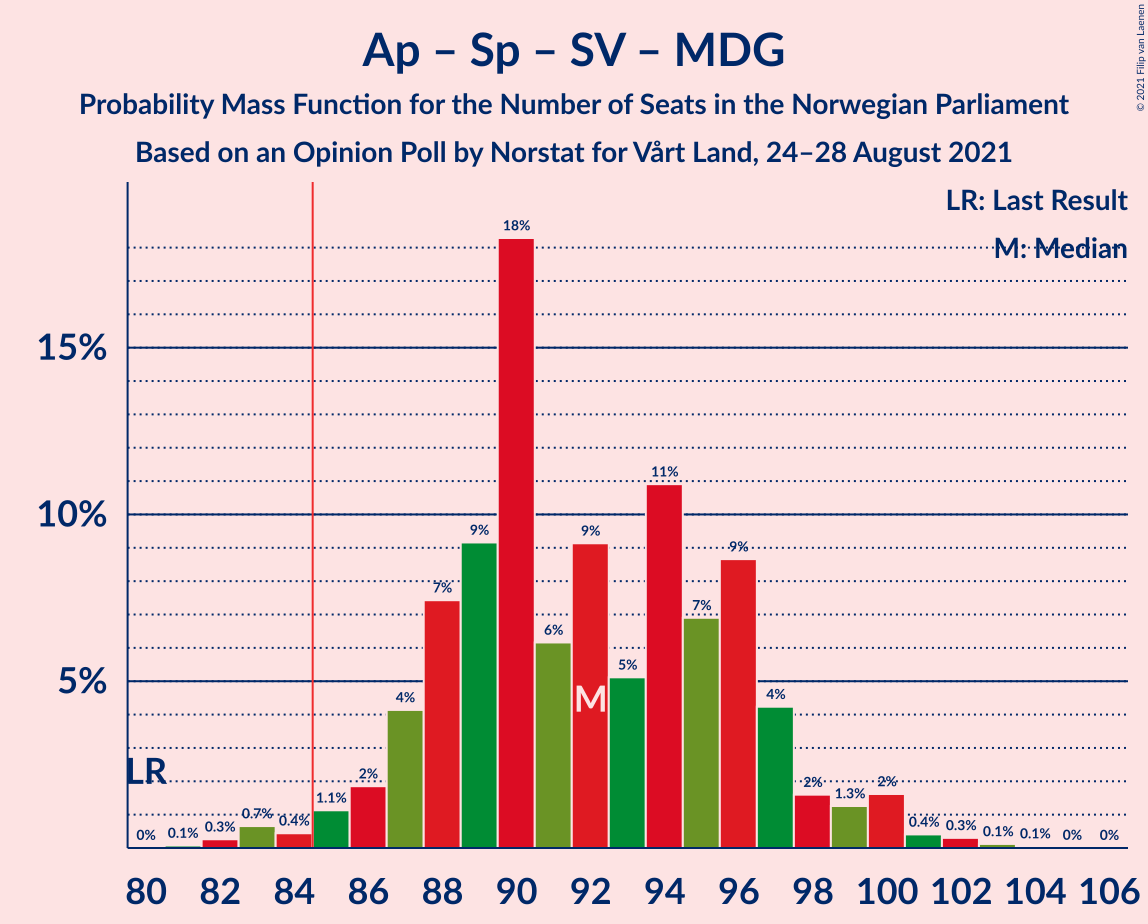 Ap – Sp – SV – MDG
Probability Mass Function for the Number of Seats in the Norwegian Parliament
Based on an Opinion Poll by Norstat for Vårt Land, 24–28 August 2021
© 2021 Filip van Laenen
LR: Last Result
M: Median
15%
10%
5%
LR
M
0% 0.1% 0.3% 0.7% 0.4% 1.1% 2% 4% 7% 9% 18% 6% 9% 5% 11% 7% 9% 4% 2% 1.3% 2% 0.4% 0.3% 0.1% 0.1% 0% 0%
80 82 84 86 88 90 92 94 96 98 100 102 104 106